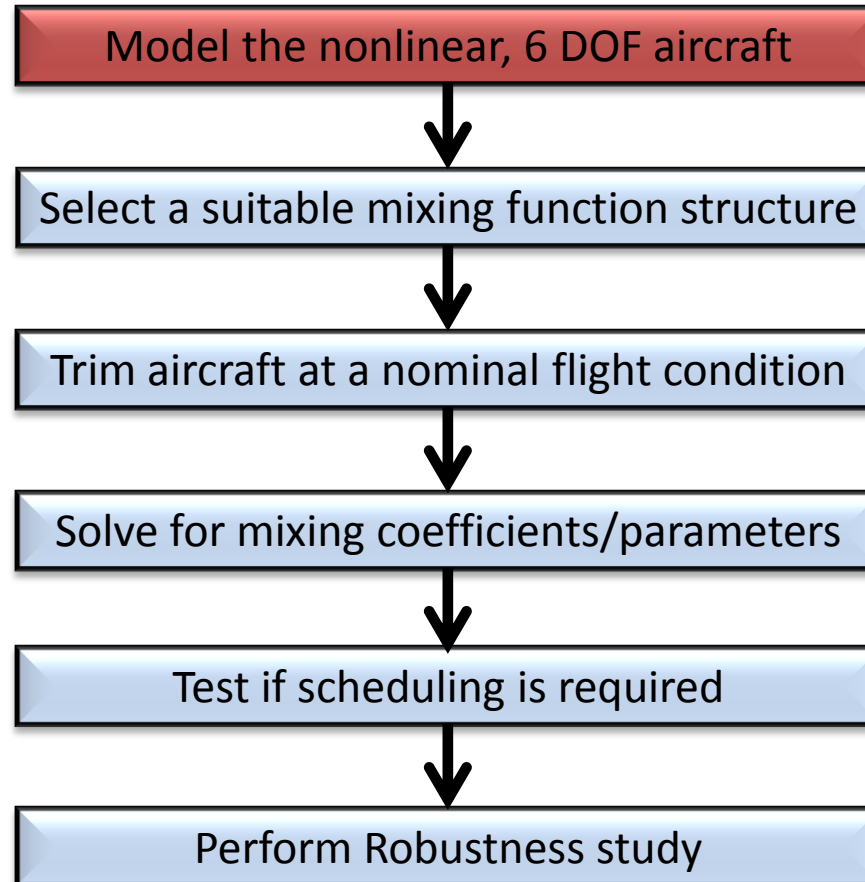 Model the nonlinear, 6 DOF aircraft
Select a suitable mixing function structure
Trim aircraft at a nominal flight condition
Solve for mixing coefficients/parameters
Test if scheduling is required
Perform Robustness study